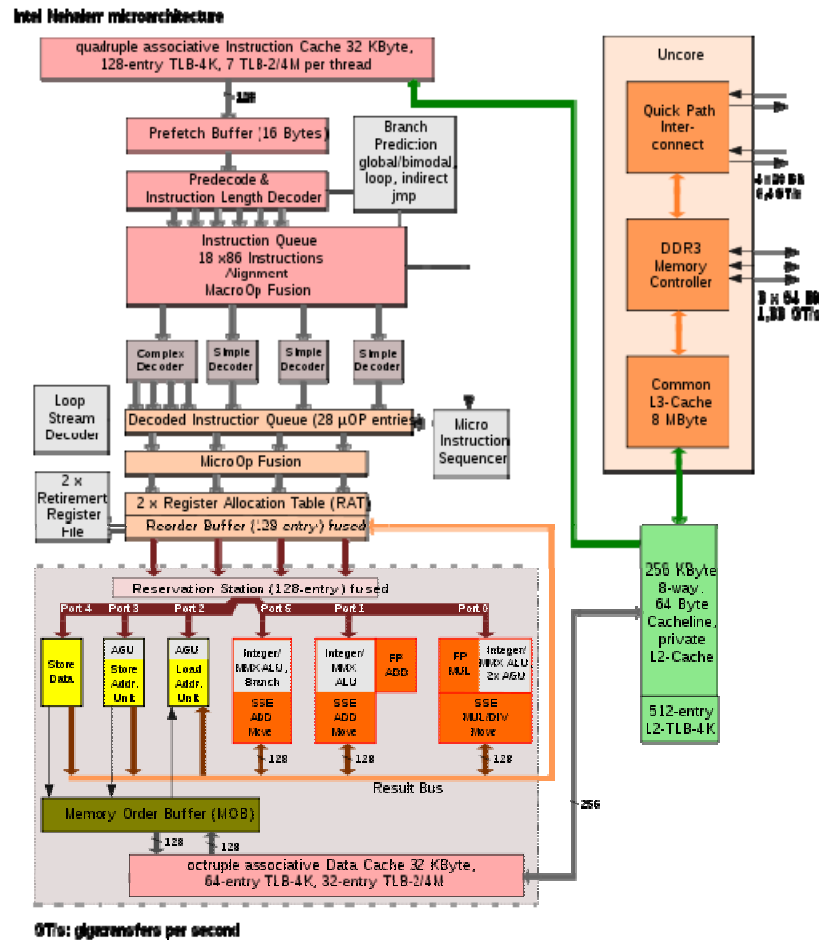 Intel Nehalem microarchitecture
quadruple associative Instruction Cache 32 KByte,
128-entry TLB-4K, 7 TLB-2/4M per thread
128
Prefetch Buffer (16 Bytes)
Predecode &
Instruction Length Decoder
Branch
Prediction
global/bimodal,
loop, indirect
jmp
Instruction Queue
18 x86 Instructions
Alignment
MacroOp Fusion
Complex
Decoder
Simple
Decoder
Simple
Decoder
Simple
Decoder
Loop
Stream
Decoder
Decoded Instruction Queue (28 µOP entries)
Micro
Instruction
Sequencer
MicroOp Fusion
2 x
Retirement
Register
File
2 x Register Allocation Table (RAT)
Reorder Buffer (128-entry) fused
Reservation Station (128-entry) fused
Port 4
Port 3
Port 2
Port 5
Port 1
Port 0
Store
Data
AGU
Store
Addr.
Unit
AGU
Load
Addr.
Unit
Integer/
MMX ALU,
Branch
SSE
ADD
Move
Integer/
MMX
ALU
FP
ADD
SSE
ADD
Move
FP
MUL
Integer/
MMX ALU
2x AGU
SSE
MUL/DIV
Move
128
128
128
Result Bus
Memory Order Buffer (MOB)
128
128
octruple associative Data Cache 32 KByte,
64-entry TLB-4K, 32-entry TLB-2/4M
256
Uncore
Quick Path
Inter-
connect
DDR3
Memory
Controller
3 x 64 Bit
1,33 GT/s
Common
L3-Cache
8 MByte
256 KByte
8-way,
64 Byte
Cacheline,
private
L2-Cache
512-entry
L2-TLB-4K
GT/s: gigatransfers per second